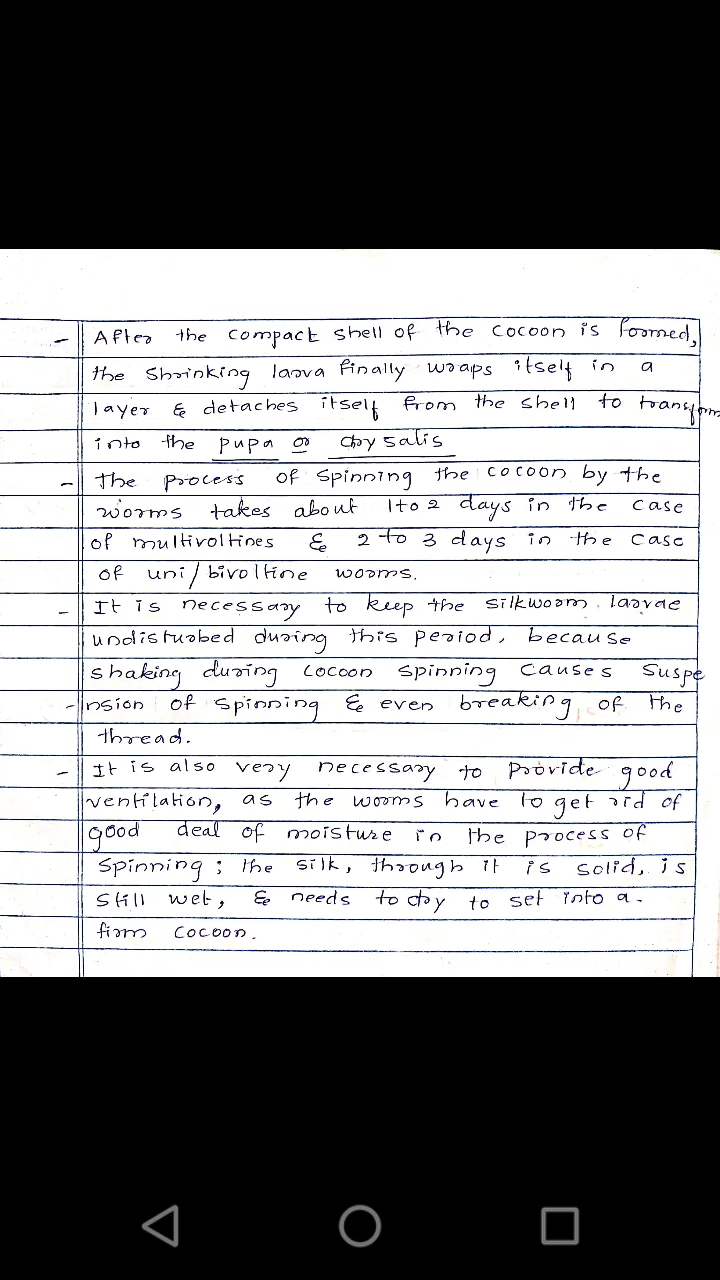 - After the compact shell of the cocoon is formed,
the shrinking larva finally wraps itself in a
layer & detaches itself from the shell to transform
into the pupa or chrysalis
- The process of spinning the cocoon by the
worms takes about 1 to 2 days in the case
of multivoltines & 2 to 3 days in the case
of uni/bivoltine worms.
- It is necessary to keep the silkworm larvae
undisturbed during this period, because
shaking during cocoon spinning causes suspe
- nsion of spinning & even breaking of the
thread.
- It is also very necessary to provide good
ventilation, as the worms have to get rid of
good deal of moisture in the process of
spinning; the silk, through it is solid, is
still wet, & needs to dry to set into a
firm cocoon.